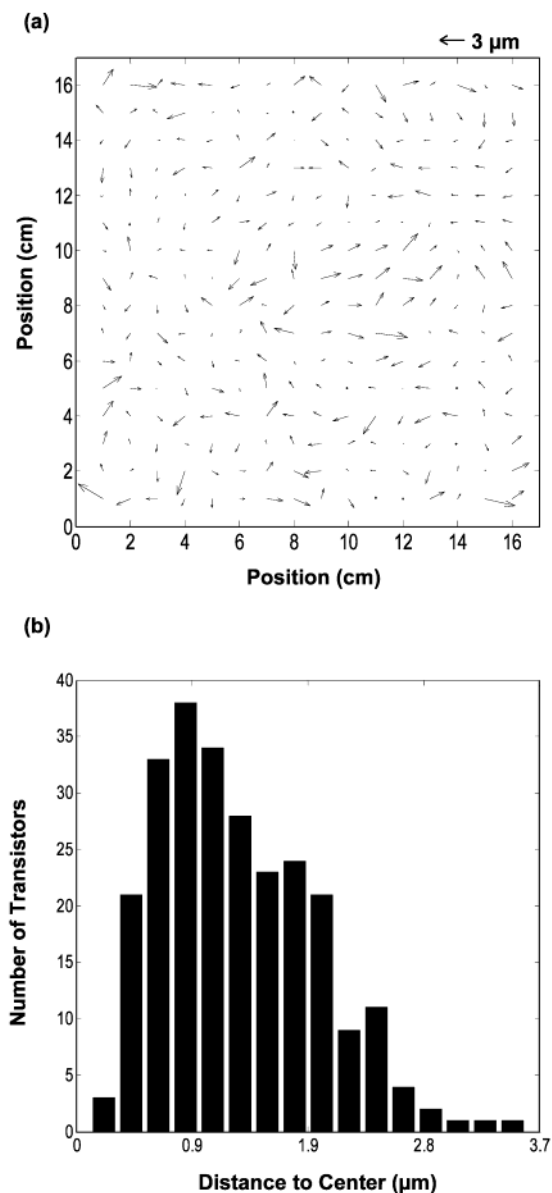 (a)
3 µm
16
14
12
10
8
6
4
2
0
Position (cm)
0 2 4 6 8 10 12 14 16
Position (cm)
(b)
40
35
30
25
20
15
10
5
0
Number of Transistors
0 0.9 1.9 2.8 3.7
Distance to Center (µm)